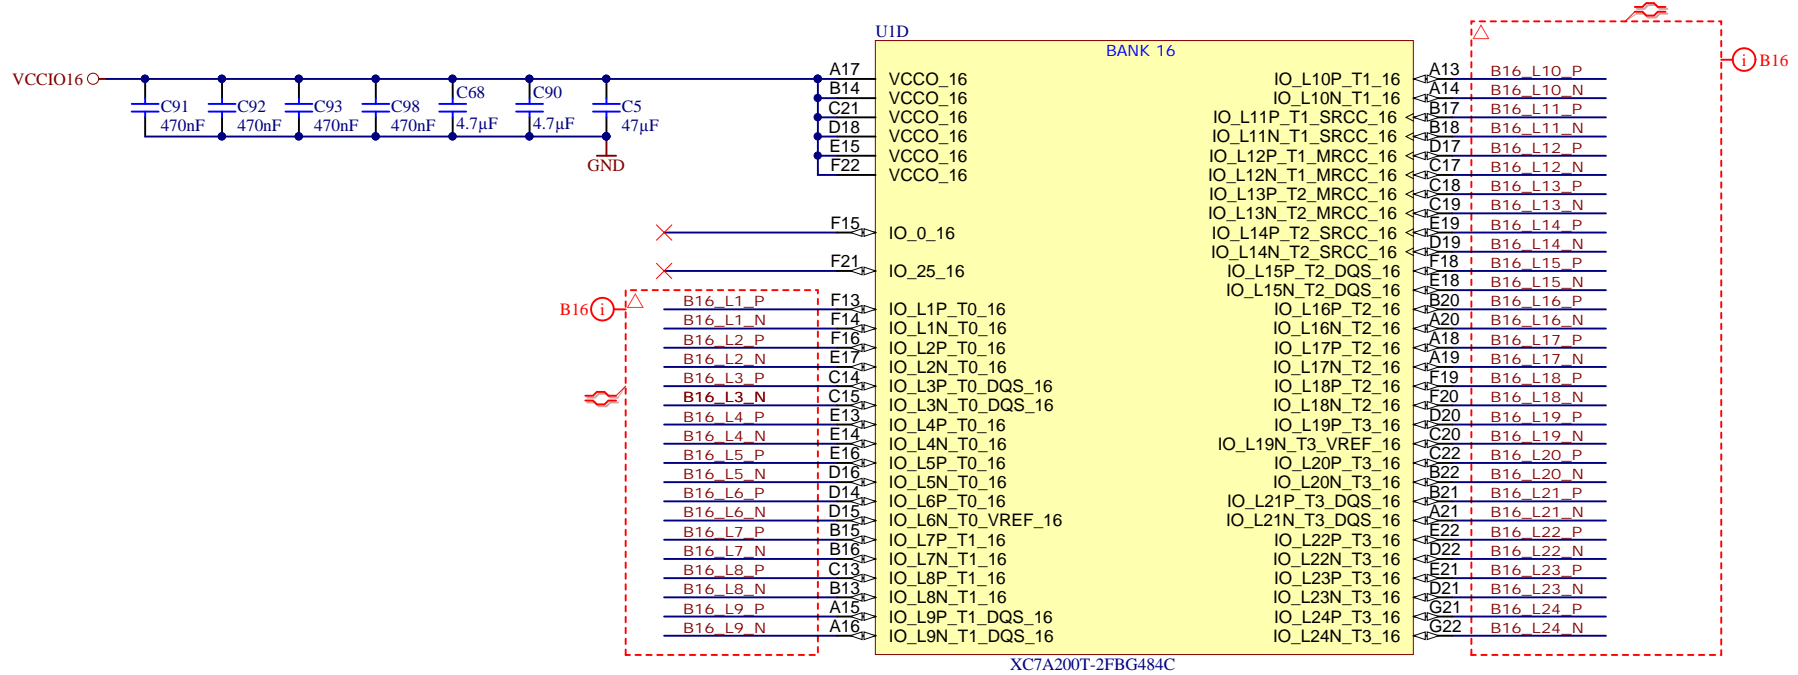 U1D
BANK 16
VCCIO16
C91 470nF
C92 470nF
C93 470nF
C98 470nF
C68 4.7µF
C90 4.7µF
C5 47µF
GND
A17 VCCO_16
B14 VCCO_16
C21 VCCO_16
D18 VCCO_16
E15 VCCO_16
F22 VCCO_16
F15 IO_0_16
F21 IO_25_16
B16 i
B16_L1_P F13 IO_L1P_T0_16
B16_L1_N F14 IO_L1N_T0_16
B16_L2_P F16 IO_L2P_T0_16
B16_L2_N E17 IO_L2N_T0_16
B16_L3_P C14 IO_L3P_T0_DQS_16
B16_L3_N C15 IO_L3N_T0_DQS_16
B16_L4_P E13 IO_L4P_T0_16
B16_L4_N E14 IO_L4N_T0_16
B16_L5_P E16 IO_L5P_T0_16
B16_L5_N D16 IO_L5N_T0_16
B16_L6_P D14 IO_L6P_T0_16
B16_L6_N D15 IO_L6N_T0_VREF_16
B16_L7_P B15 IO_L7P_T1_16
B16_L7_N B16 IO_L7N_T1_16
B16_L8_P C13 IO_L8P_T1_16
B16_L8_N B13 IO_L8N_T1_16
B16_L9_P A15 IO_L9P_T1_DQS_16
B16_L9_N A16 IO_L9N_T1_DQS_16
i B16
IO_L10P_T1_16 A13 B16_L10_P
IO_L10N_T1_16 A14 B16_L10_N
IO_L11P_T1_SRCC_16 B17 B16_L11_P
IO_L11N_T1_SRCC_16 B18 B16_L11_N
IO_L12P_T1_MRCC_16 D17 B16_L12_P
IO_L12N_T1_MRCC_16 C17 B16_L12_N
IO_L13P_T2_MRCC_16 C18 B16_L13_P
IO_L13N_T2_MRCC_16 C19 B16_L13_N
IO_L14P_T2_SRCC_16 E19 B16_L14_P
IO_L14N_T2_SRCC_16 D19 B16_L14_N
IO_L15P_T2_DQS_16 F18 B16_L15_P
IO_L15N_T2_DQS_16 E18 B16_L15_N
IO_L16P_T2_16 B20 B16_L16_P
IO_L16N_T2_16 A20 B16_L16_N
IO_L17P_T2_16 A18 B16_L17_P
IO_L17N_T2_16 A19 B16_L17_N
IO_L18P_T2_16 F19 B16_L18_P
IO_L18N_T2_16 F20 B16_L18_N
IO_L19P_T3_16 D20 B16_L19_P
IO_L19N_T3_VREF_16 C20 B16_L19_N
IO_L20P_T3_16 C22 B16_L20_P
IO_L20N_T3_16 B22 B16_L20_N
IO_L21P_T3_DQS_16 B21 B16_L21_P
IO_L21N_T3_DQS_16 A21 B16_L21_N
IO_L22P_T3_16 E22 B16_L22_P
IO_L22N_T3_16 D22 B16_L22_N
IO_L23P_T3_16 E21 B16_L23_P
IO_L23N_T3_16 D21 B16_L23_N
IO_L24P_T3_16 G21 B16_L24_P
IO_L24N_T3_16 G22 B16_L24_N
XC7A200T-2FBG484C